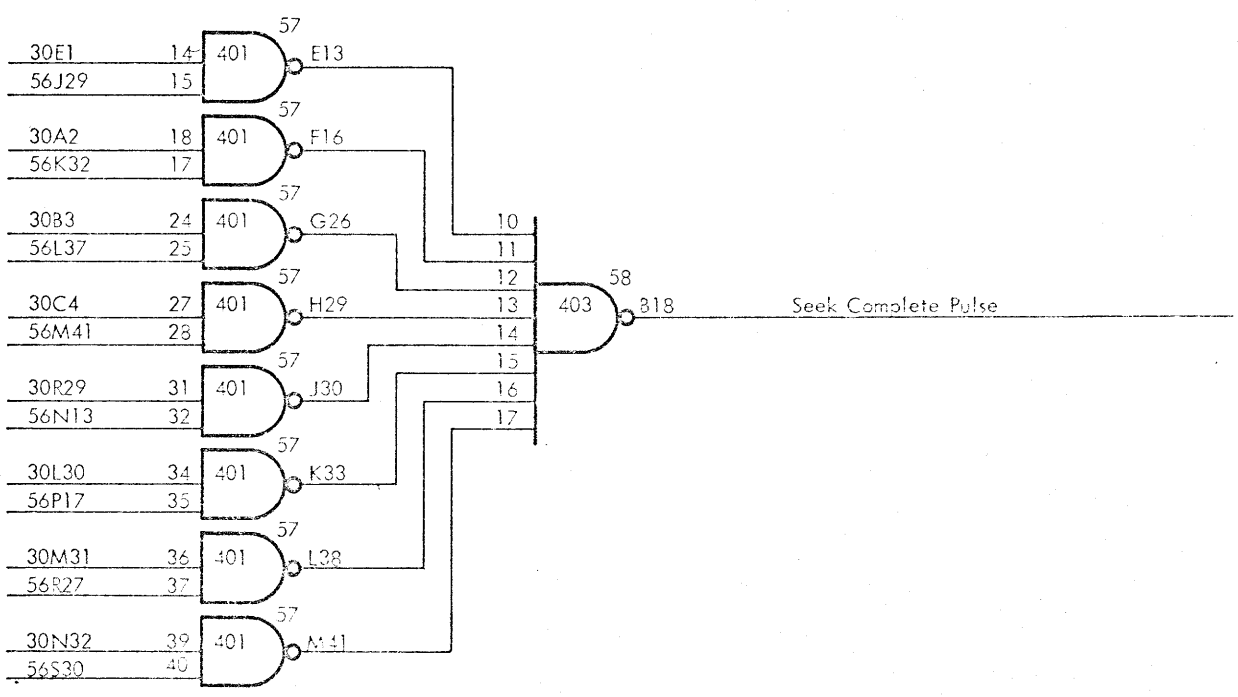 57
30E1 14 401 E13
56J29 15
57
30A2 18 401 F16
56K32 17
57
30B3 24 401 G26 10
56L37 25 11
57 12 58
30C4 27 401 H29 13 403 B18 Seek Complete Pulse
56M41 28 14
57 15
30R29 31 401 J30 16
56N13 32 17
57
30L30 34 401 K33
56P17 35
57
30M31 36 401 L38
56R27 37
57
30N32 39 401 M41
56S30 40